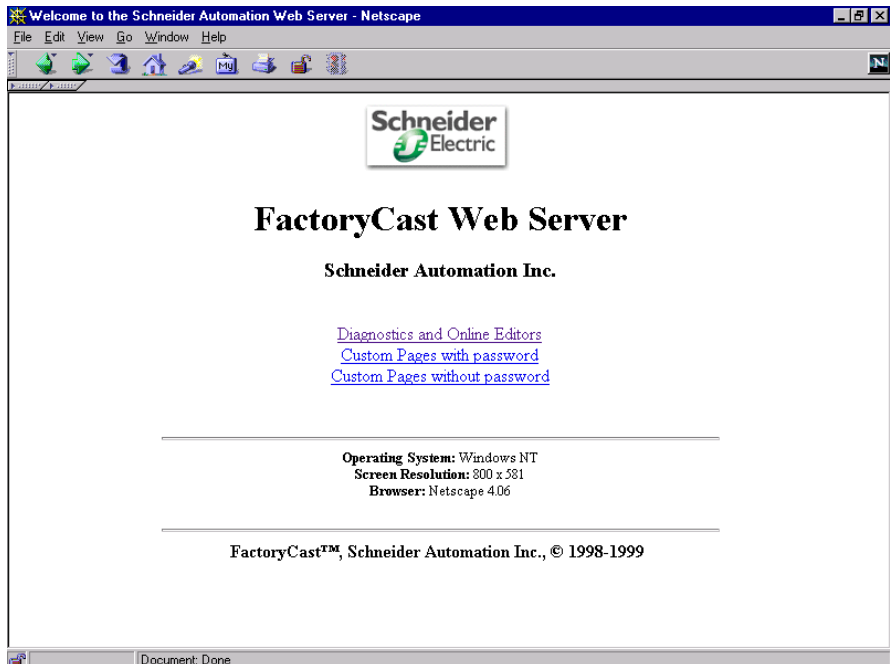 Welcome to the Schneider Automation Web Server - Netscape
File Edit View Go Window Help
My
N
Schneider
Electric
FactoryCast Web Server
Schneider Automation Inc.
Diagnostics and Online Editors
Custom Pages with password
Custom Pages without password
Operating System: Windows NT
Screen Resolution: 800 x 581
Browser: Netscape 4.06
FactoryCast™, Schneider Automation Inc., © 1998-1999
Document: Done